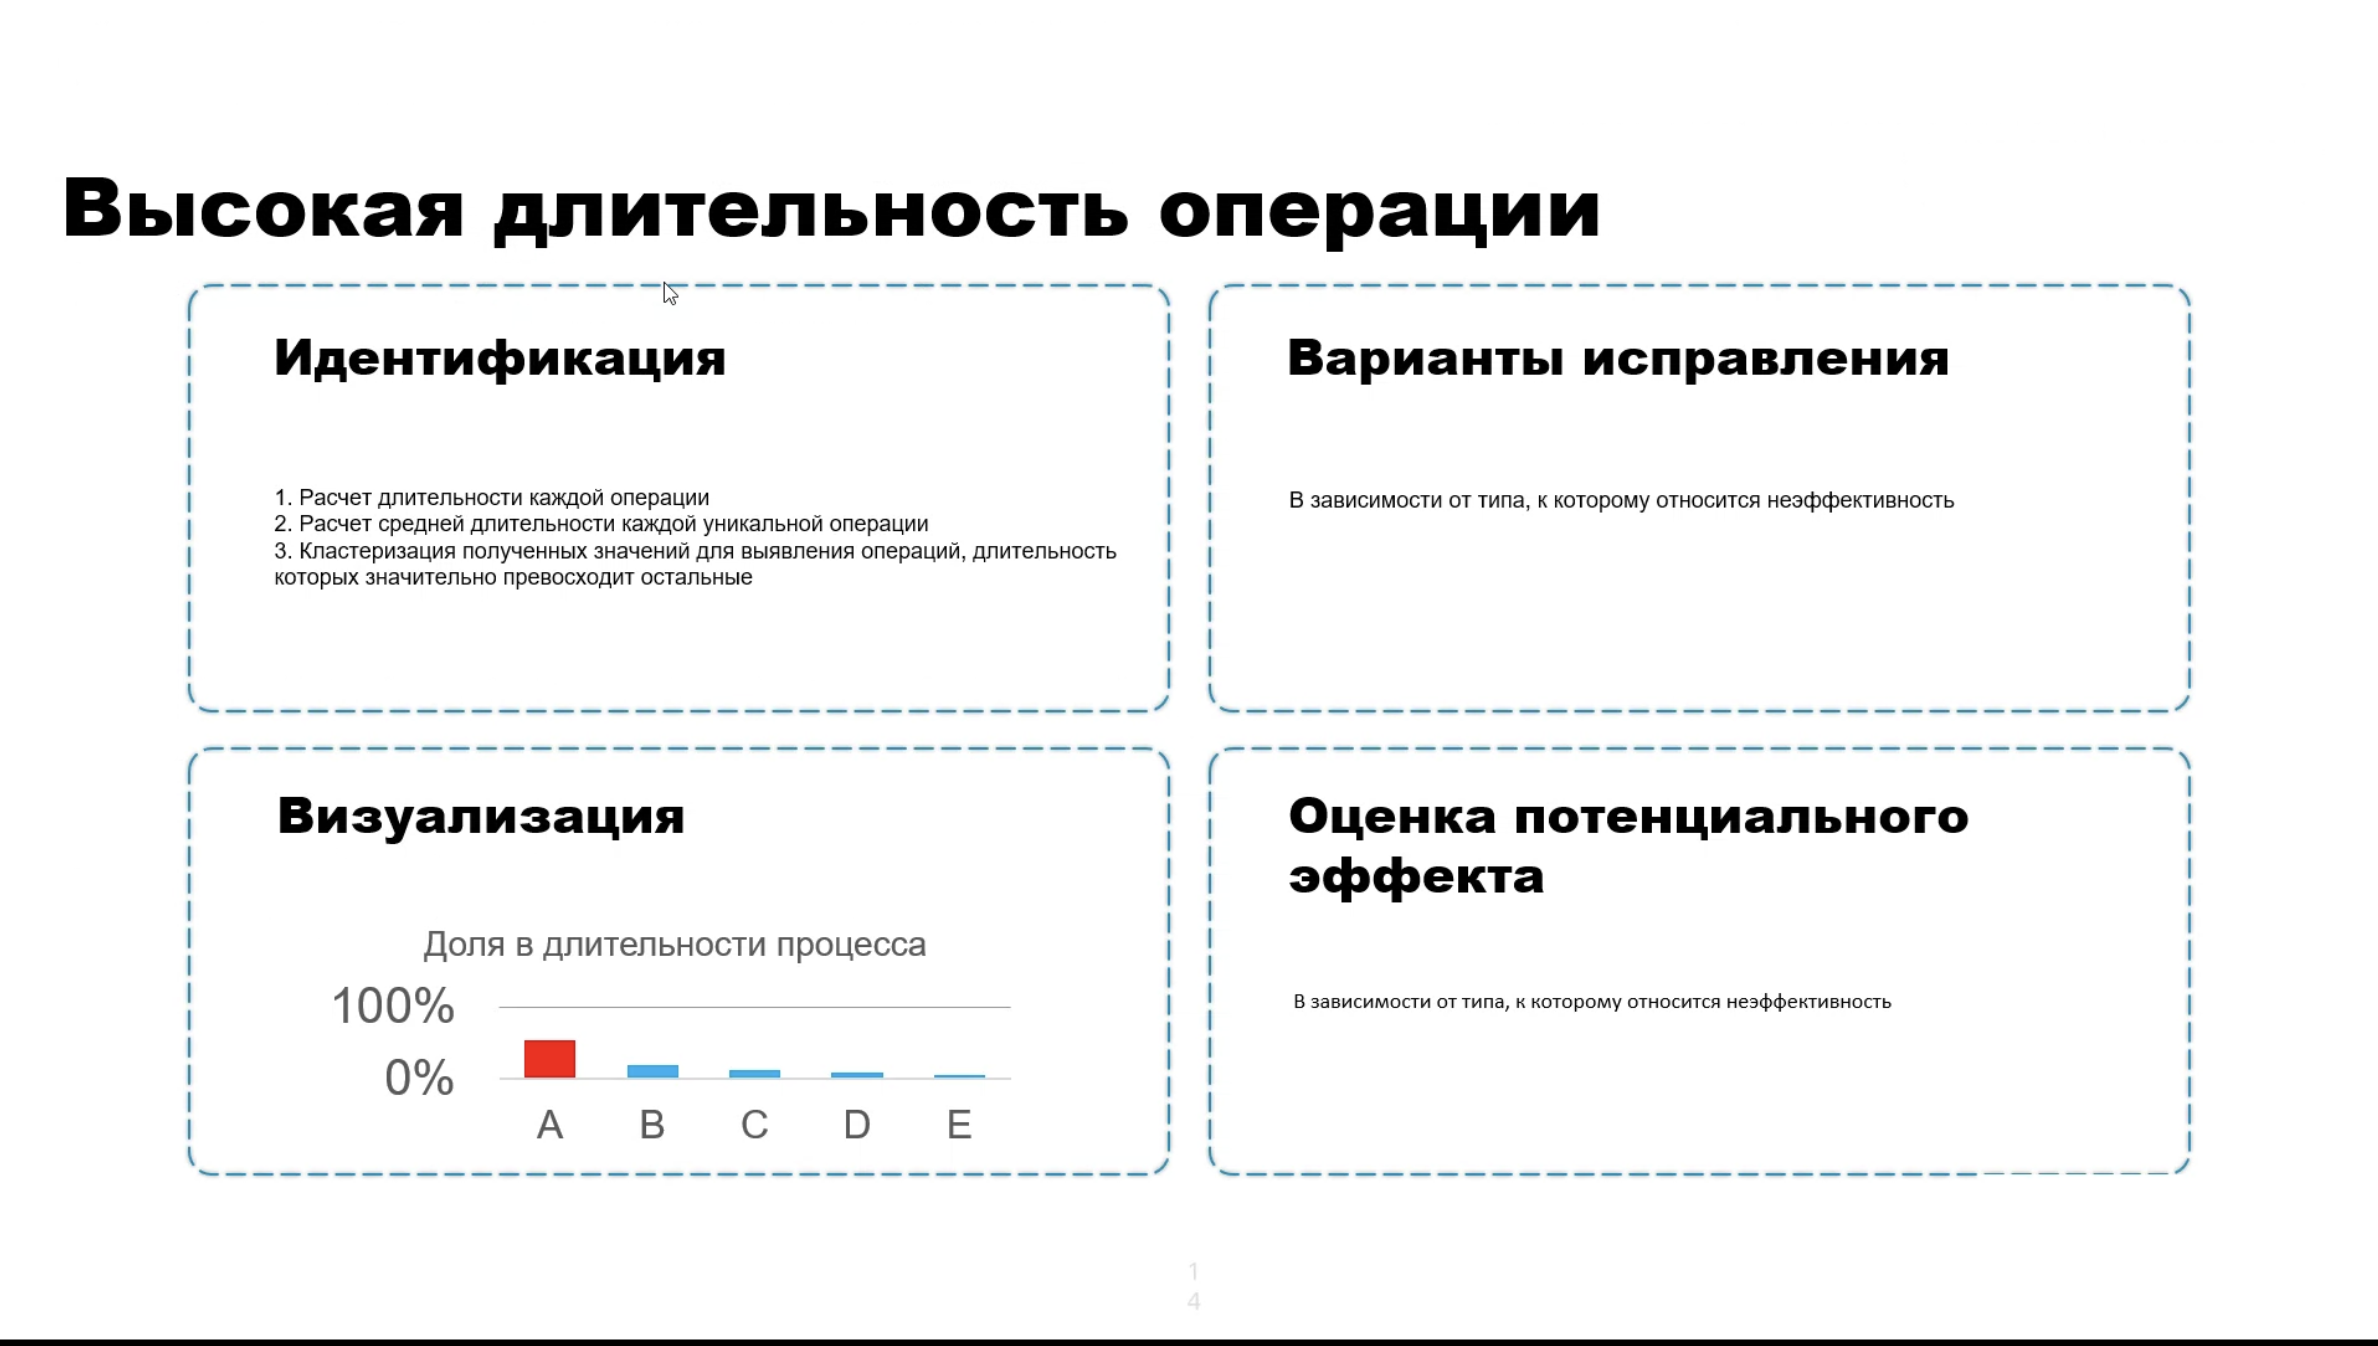 Высокая длительность операции
Идентификация
1. Расчет длительности каждой операции
2. Расчет средней длительности каждой уникальной операции
3. Кластеризация полученных значений для выявления операций, длительность
которых значительно превосходит остальные
Варианты исправления
В зависимости от типа, к которому относится неэффективность
Визуализация
Доля в длительности процесса
100%
0%
A B C D E
Оценка потенциального
эффекта
В зависимости от типа, к которому относится неэффективность
1
4